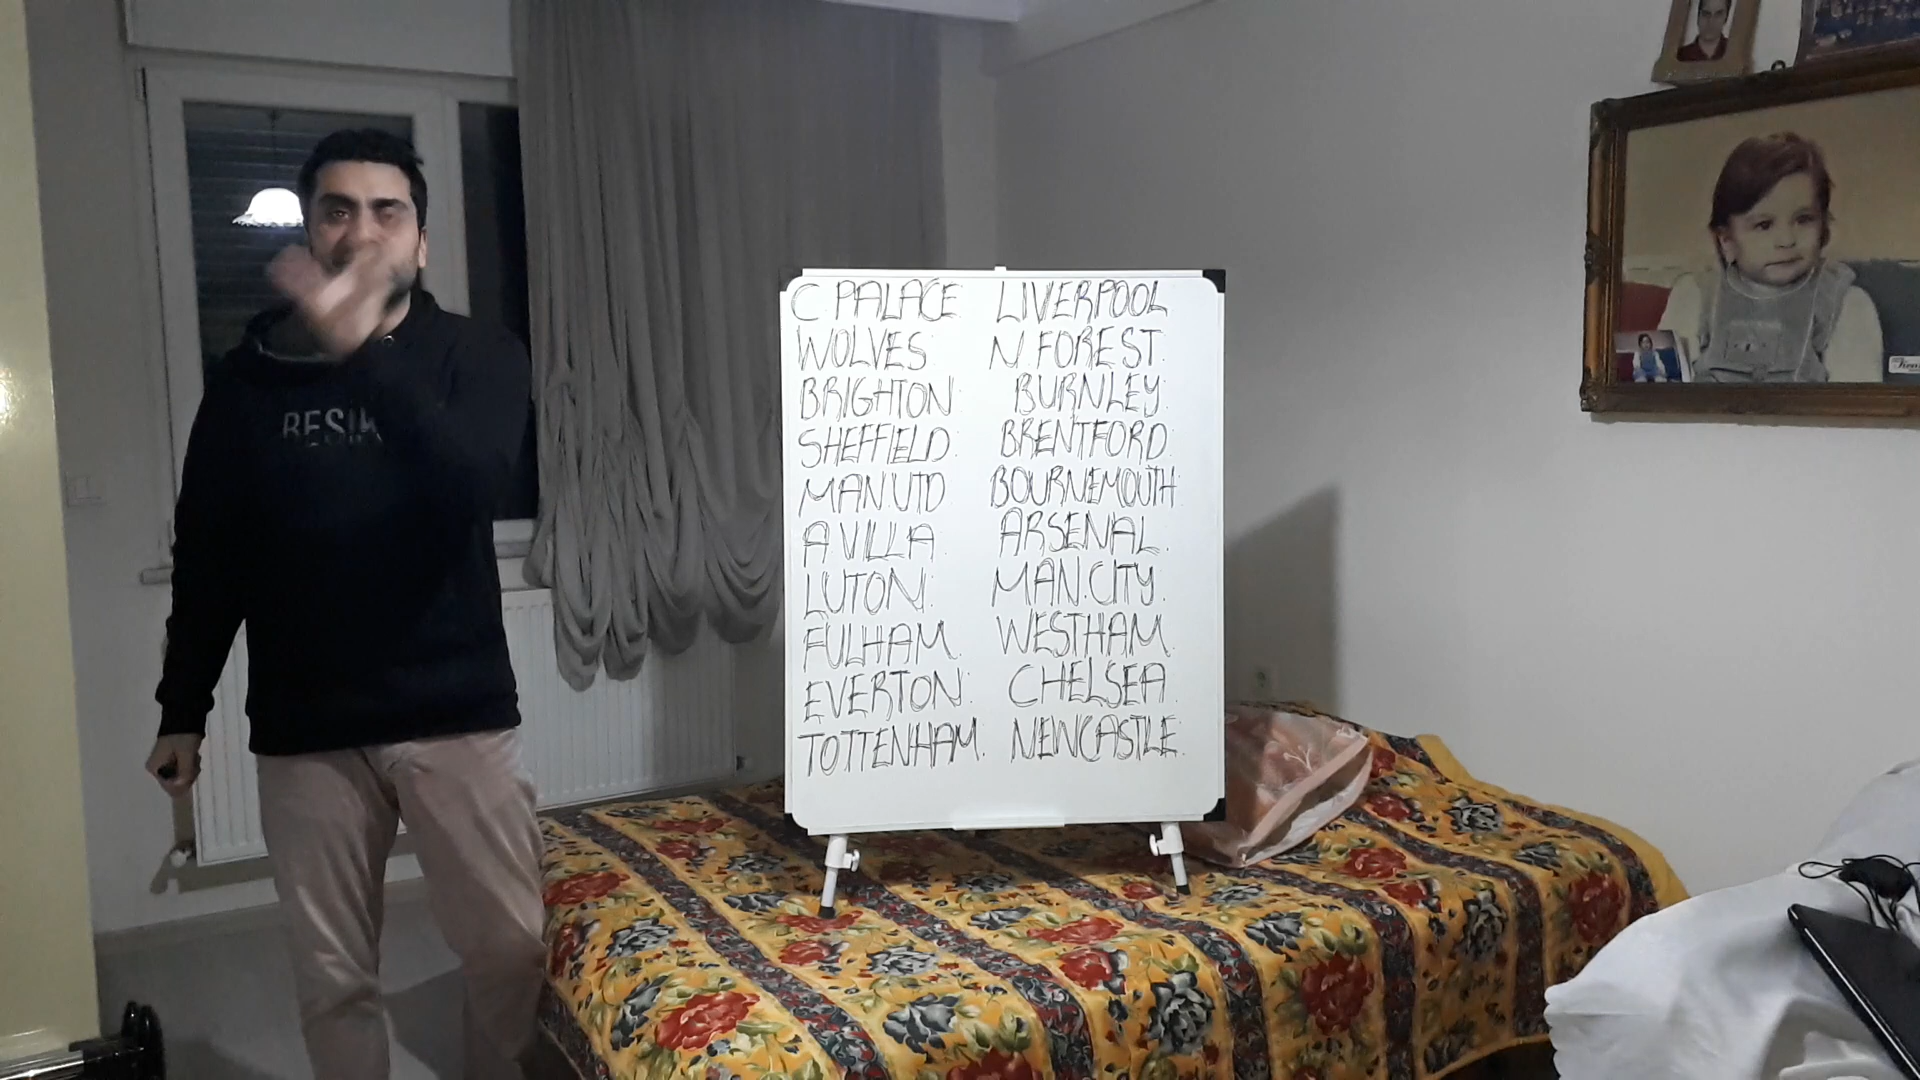 C PALACE LIVERPOOL
WOLVES N FOREST.
BRIGHTON BURNLEY.
SHEFFIELD BRENTFORD.
MAN UTD BOURNEMOUTH
A.VILLA ARSENAL.
LUTON MAN.CITY.
FULHAM. WESTHAM.
EVERTON. CHELSEA.
TOTTENHAM. NEWCASTLE.